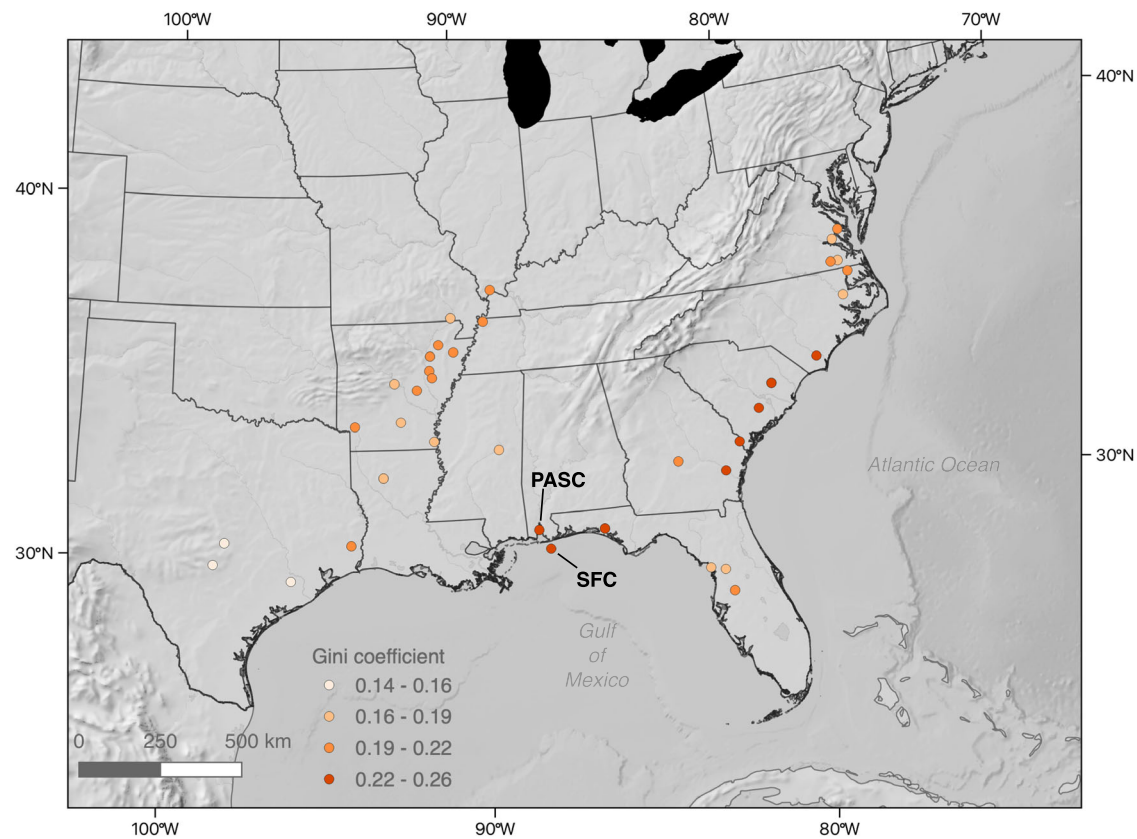 100°W 90°W 80°W 70°W
40°N
40°N
30°N
Atlantic Ocean
PASC
30°N
SFC
Gulf
of
Mexico
Gini coefficient
0.14 - 0.16
0.16 - 0.19
0.19 - 0.22
0.22 - 0.26
0 250 500 km
100°W 90°W 80°W